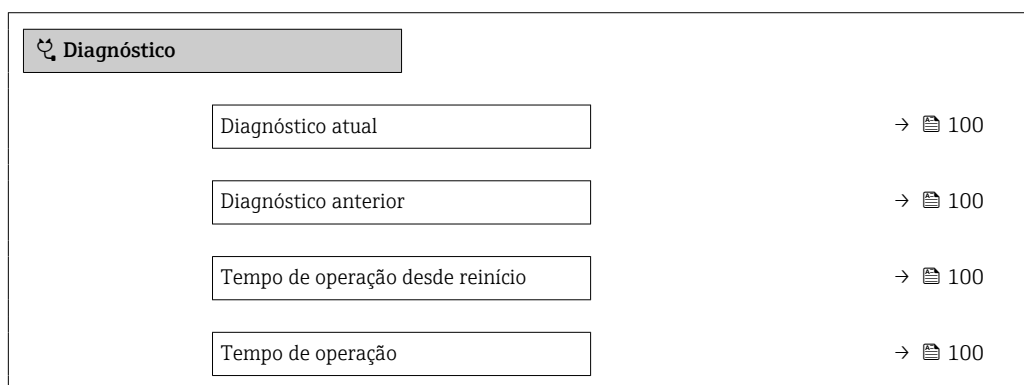 Diagnóstico
Diagnóstico atual → 100
Diagnóstico anterior → 100
Tempo de operação desde reinício → 100
Tempo de operação → 100